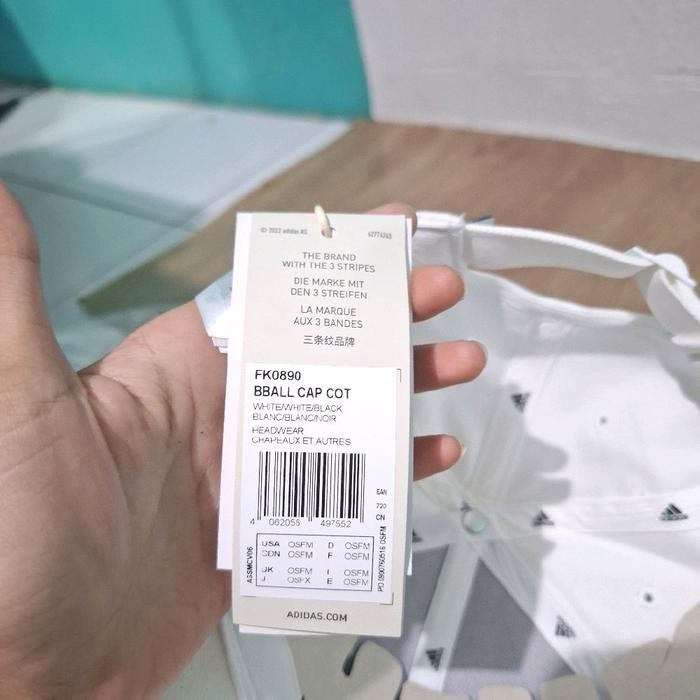 © 2022 adidas AG
62774263
THE BRAND
WITH THE 3 STRIPES
DIE MARKE MIT
DEN 3 STREIFEN
LA MARQUE
AUX 3 BANDES
三条纹品牌
FK0890
BBALL CAP COT
WHITE/WHITE/BLACK
BLANC/BLANC/NOIR
HEADWEAR
CHAPEAUX ET AUTRES
EAN
720
CN
4 062055 497552
USA OSFM D OSFM
CDN OSFM F OSFM
UK OSFM I OSFM
J OSFX E OSFM
ASSMCV06
ADIDAS.COM